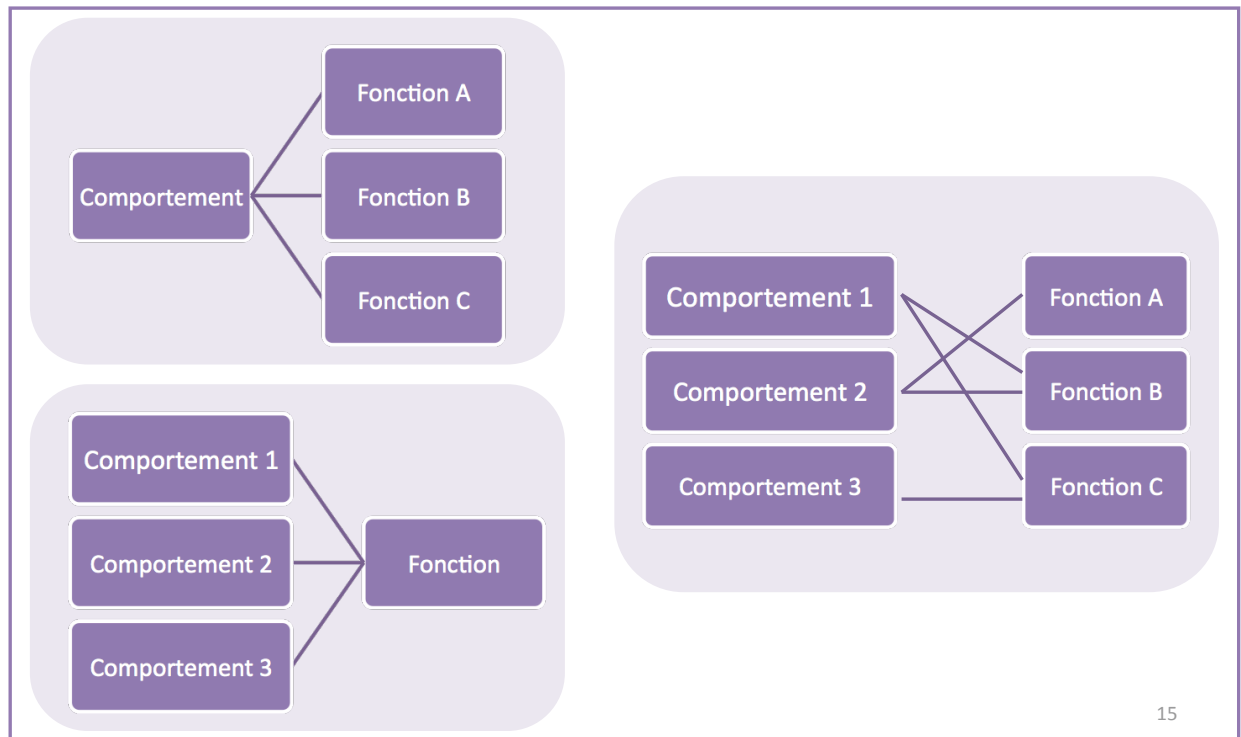 Fonction A
Comportement
Fonction B
Fonction C
Comportement 1
Comportement 2
Fonction
Comportement 3
Comportement 1
Fonction A
Comportement 2
Fonction B
Comportement 3
Fonction C
15